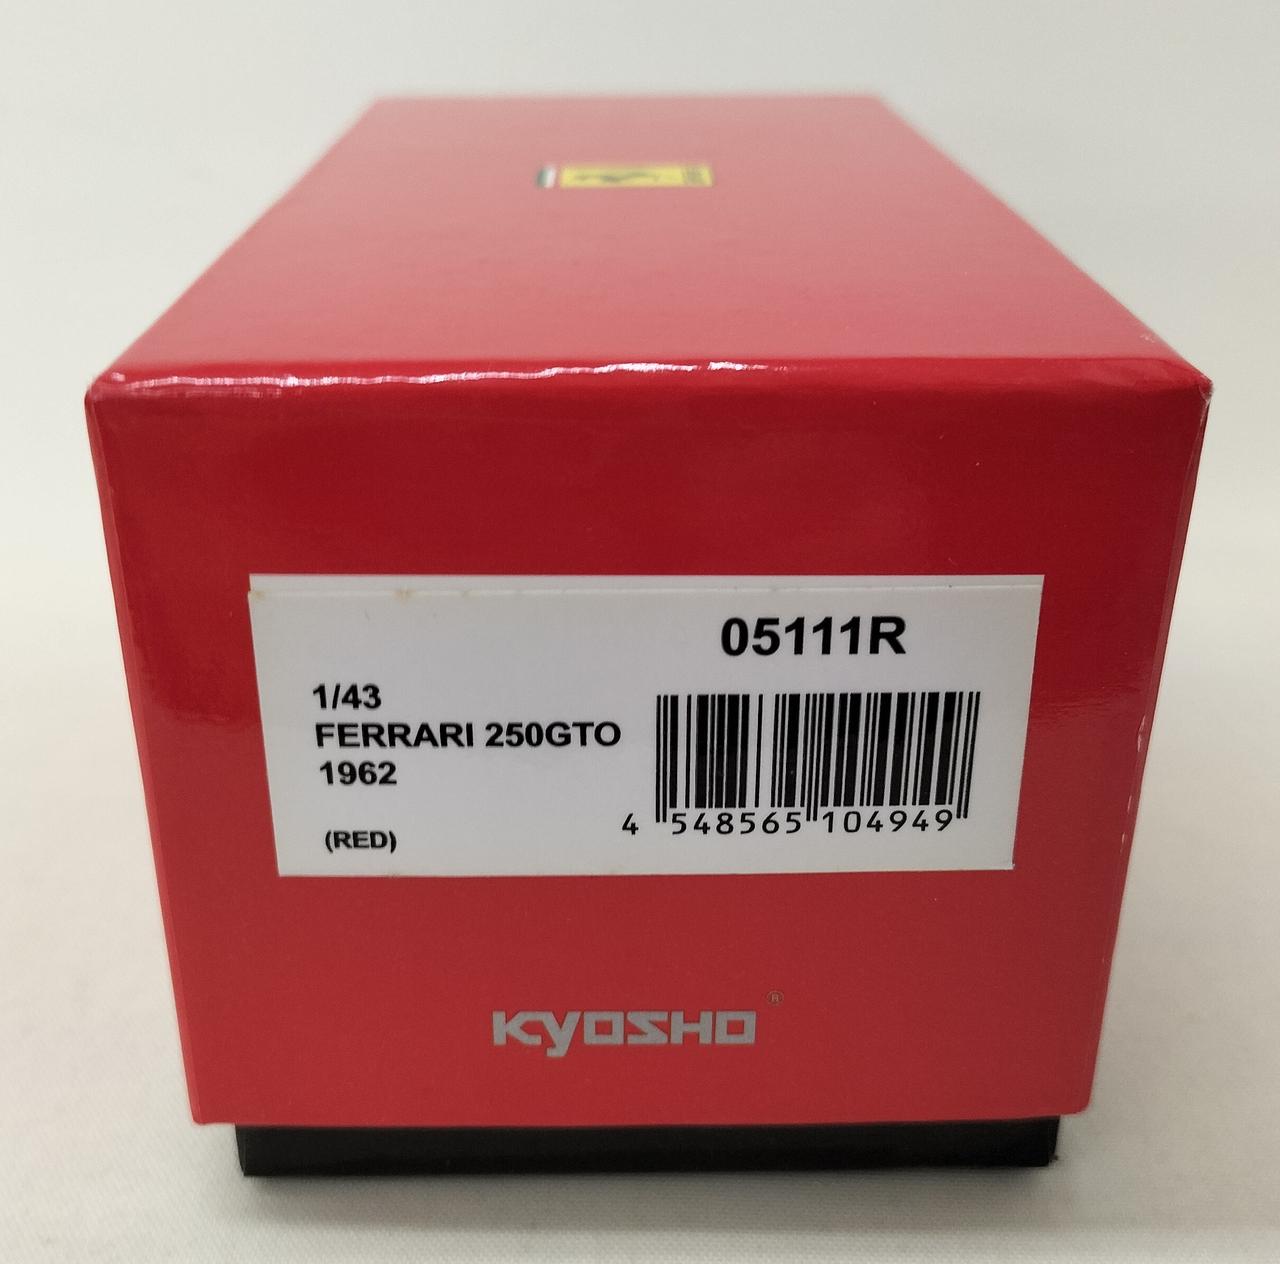 05111R
1/43
FERRARI 250GTO
1962
(RED)
4 548565 104949
KYOSHO®